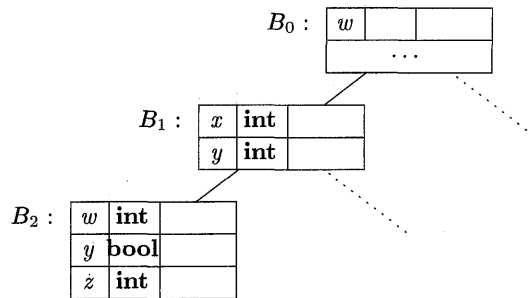 B₀ : w
⋯
B₁ : x int
y int
B₂ : w int
y bool
z int